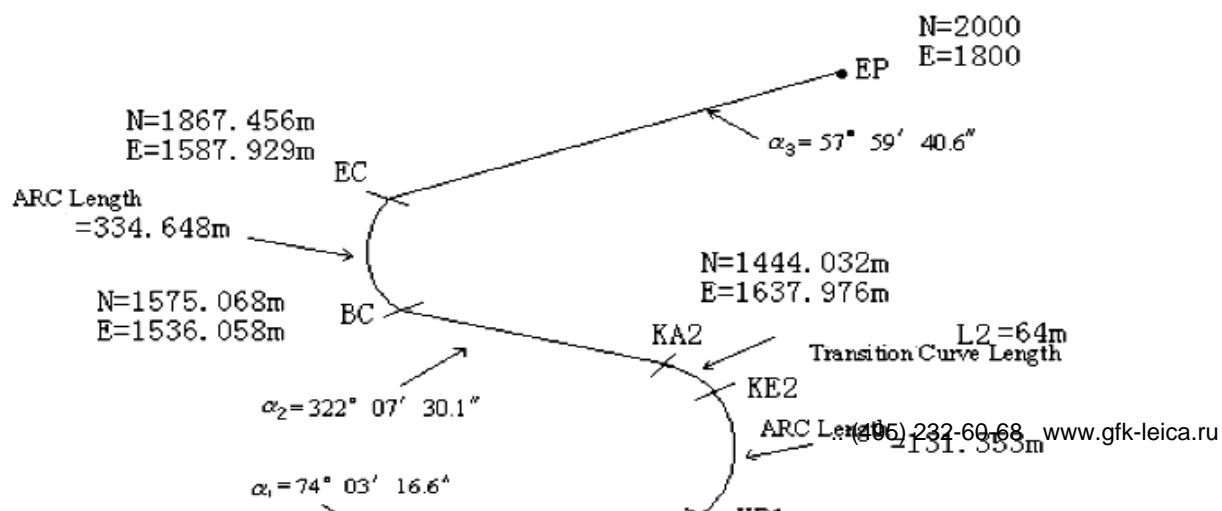 N=2000
E=1800
EP
N=1867.456m
E=1587.929m
α3=57° 59′ 40.6″
EC
ARC Length
=334.648m
N=1444.032m
E=1637.976m
N=1575.068m
E=1536.058m
BC
KA2
L2=64m
Transition Curve Length
KE2
α2=322° 07′ 30.1″
ARC Length
.. (495) 232-60-68 www.gfk-leica.ru
=131.353m
α1=74° 03′ 16.6″